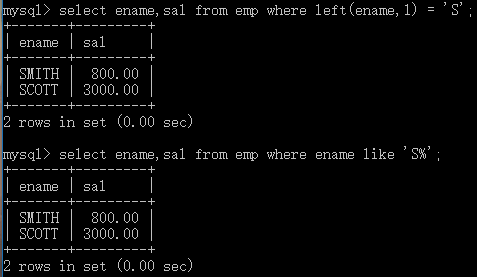 mysql> select ename,sal from emp where left(ename,1) = 'S';
+-------+---------+
| ename | sal     |
+-------+---------+
| SMITH |  800.00 |
| SCOTT | 3000.00 |
+-------+---------+
2 rows in set (0.00 sec)

mysql> select ename,sal from emp where ename like 'S%';
+-------+---------+
| ename | sal     |
+-------+---------+
| SMITH |  800.00 |
| SCOTT | 3000.00 |
+-------+---------+
2 rows in set (0.00 sec)